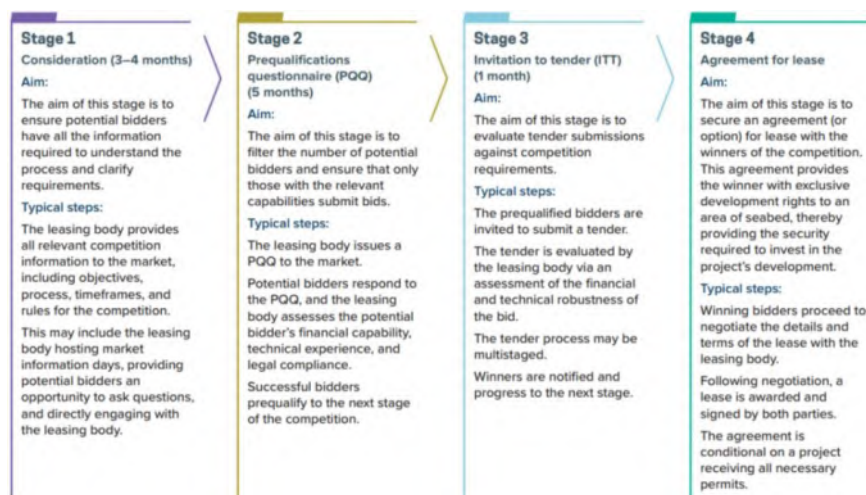 Stage 1
Consideration (3–4 months)
Aim:
The aim of this stage is to
ensure potential bidders
have all the information
required to understand the
process and clarify
requirements.
Typical steps:
The leasing body provides
all relevant competition
information to the market,
including objectives,
process, timeframes, and
rules for the competition.
This may include the leasing
body hosting market
information days, providing
potential bidders an
opportunity to ask questions,
and directly engaging with
the leasing body.
Stage 2
Prequalifications
questionnaire (PQQ)
(5 months)
Aim:
The aim of this stage is to
filter the number of potential
bidders and ensure that only
those with the relevant
capabilities submit bids.
Typical steps:
The leasing body issues a
PQQ to the market.
Potential bidders respond to
the PQQ, and the leasing
body assesses the potential
bidder's financial capability,
technical experience, and
legal compliance.
Successful bidders
prequalify to the next stage
of the competition.
Stage 3
Invitation to tender (ITT)
(1 month)
Aim:
The aim of this stage is to
evaluate tender submissions
against competition
requirements.
Typical steps:
The prequalified bidders are
invited to submit a tender.
The tender is evaluated by
the leasing body via an
assessment of the financial
and technical robustness of
the bid.
The tender process may be
multistaged.
Winners are notified and
progress to the next stage.
Stage 4
Agreement for lease
Aim:
The aim of this stage is to
secure an agreement (or
option) for lease with the
winners of the competition.
This agreement provides
the winner with exclusive
development rights to an
area of seabed, thereby
providing the security
required to invest in the
project's development.
Typical steps:
Winning bidders proceed to
negotiate the details and
terms of the lease with the
leasing body.
Following negotiation, a
lease is awarded and
signed by both parties.
The agreement is
conditional on a project
receiving all necessary
permits.